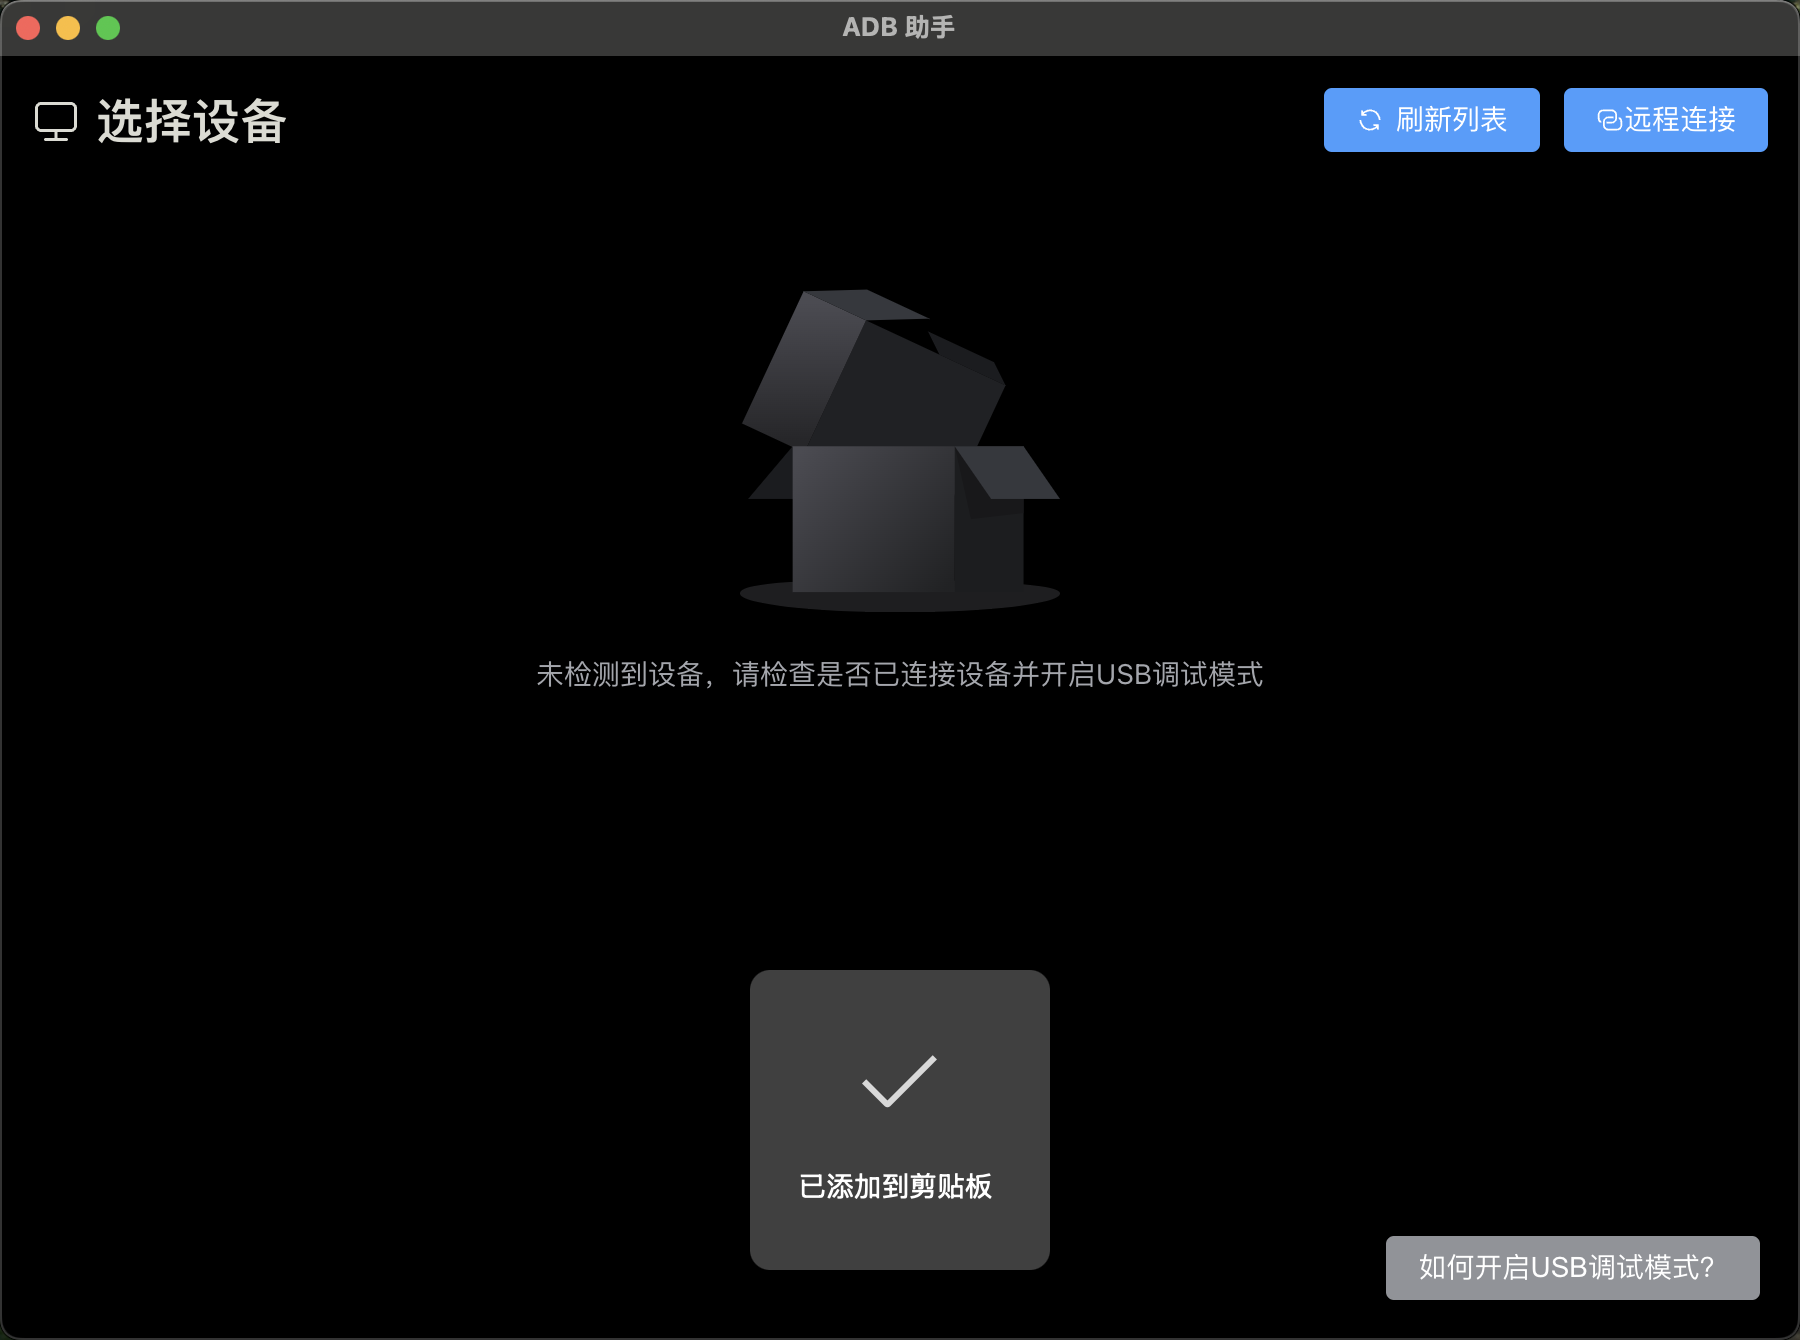 ADB 助手
选择设备
刷新列表
远程连接
未检测到设备，请检查是否已连接设备并开启USB调试模式
已添加到剪贴板
如何开启USB调试模式？